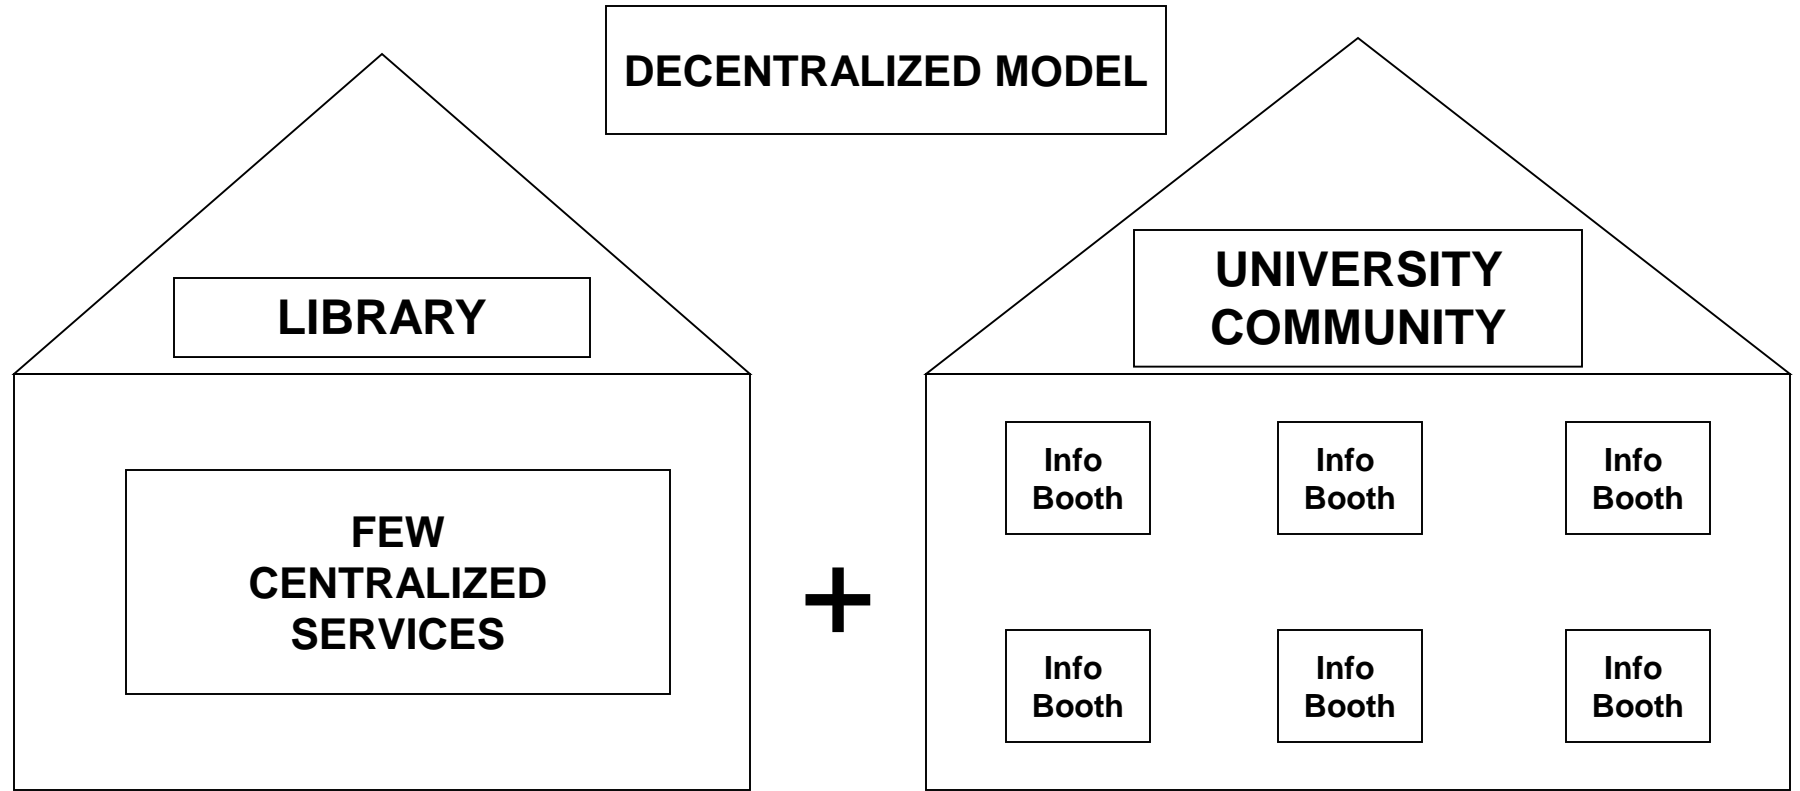 DECENTRALIZED MODEL
LIBRARY
FEW
CENTRALIZED
SERVICES
+
UNIVERSITY
COMMUNITY
Info
Booth
Info
Booth
Info
Booth
Info
Booth
Info
Booth
Info
Booth